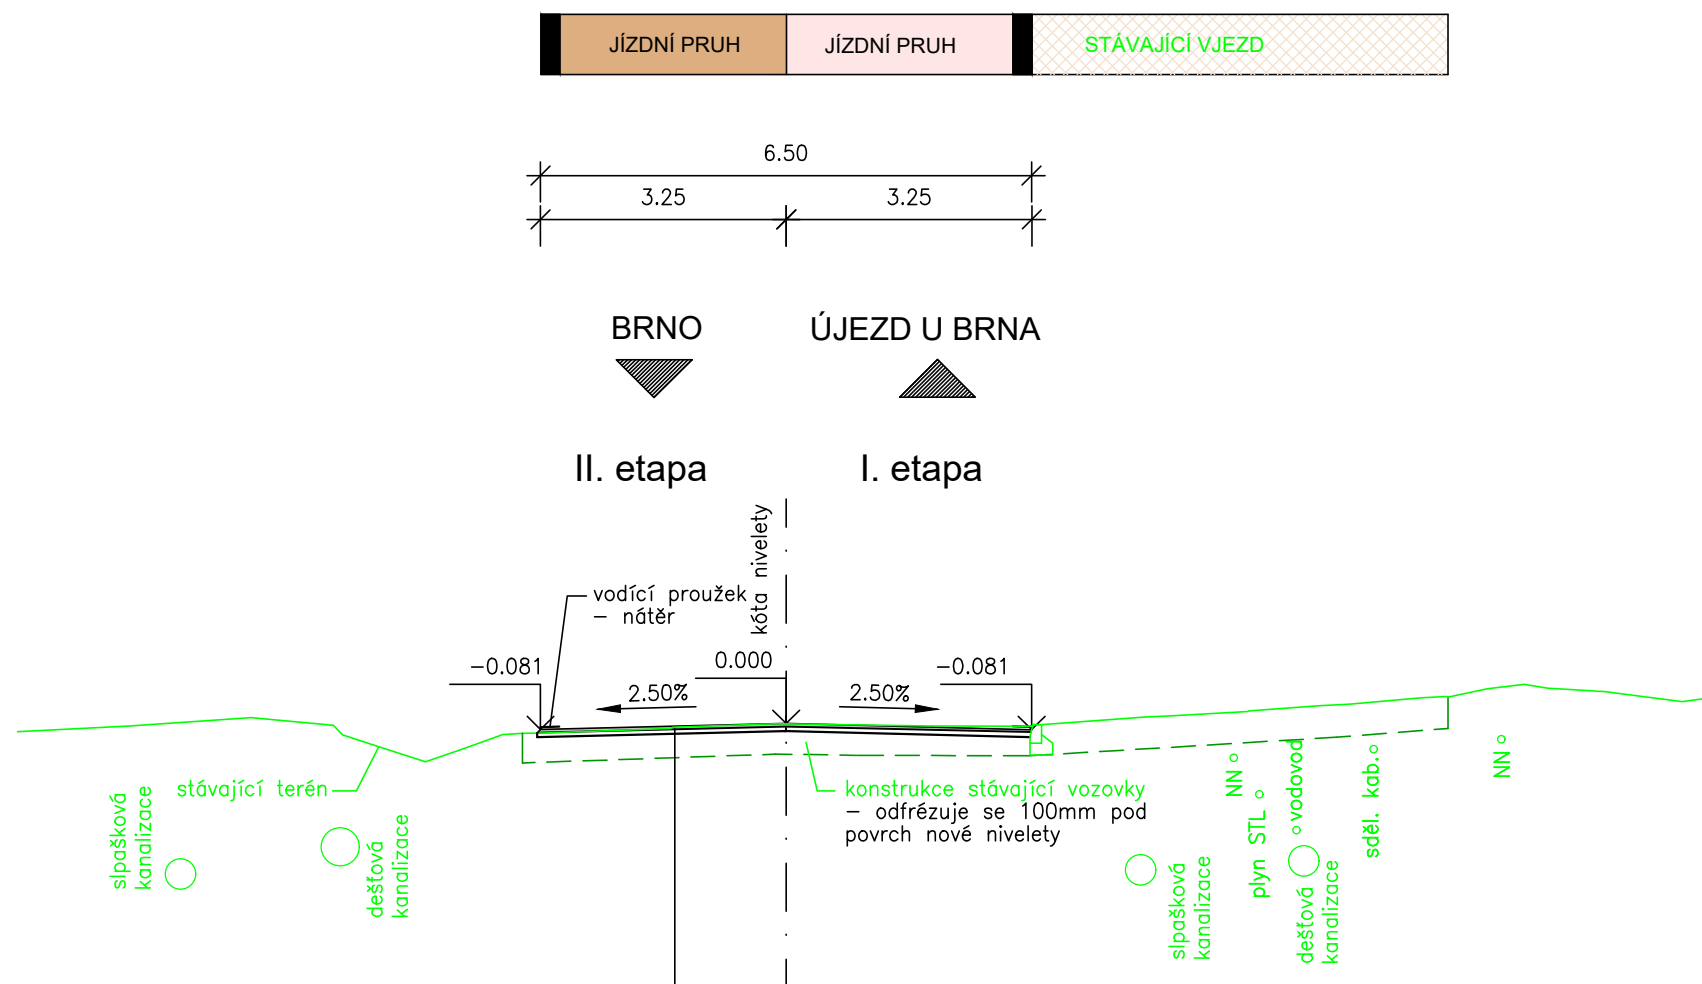 JÍZDNÍ PRUH
JÍZDNÍ PRUH
STÁVAJÍCÍ VJEZD
6.50
3.25
3.25
BRNO
ÚJEZD U BRNA
II. etapa
I. etapa
kóta nivelety
vodící proužek
– nátěr
-0.081
0.000
-0.081
2.50%
2.50%
stávající terén
konstrukce stávající vozovky
– odfrézuje se 100mm pod
povrch nové nivelety
slpašková
kanalizace
dešťová
kanalizace
slpašková
kanalizace
NN
plyn STL
vodovod
dešťová
kanalizace
sděl. kab.
NN